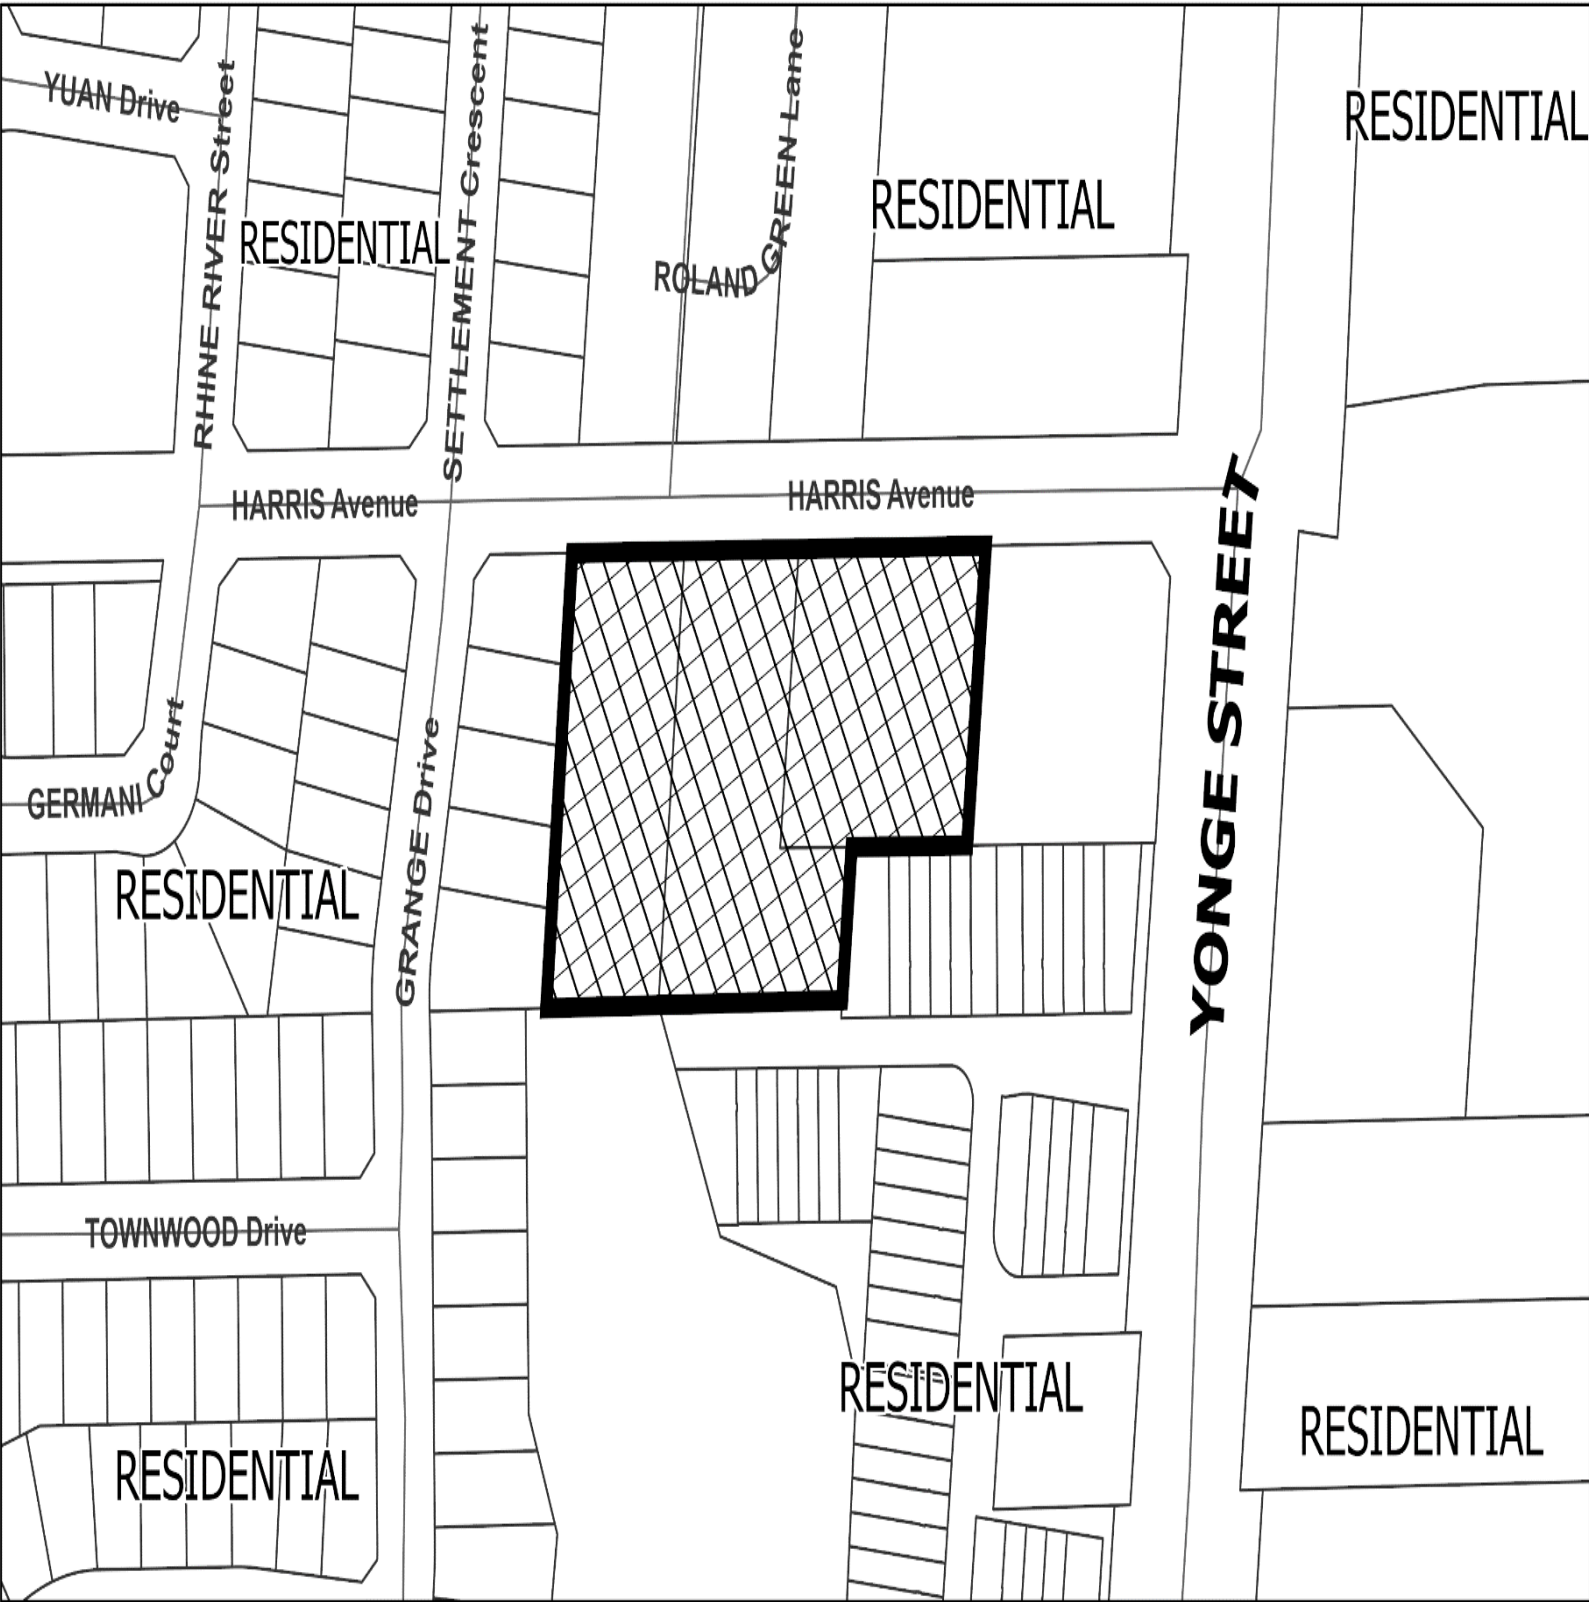 YUAN Drive
RHINE RIVER Street
SETTLEMENT Crescent
ROLAND GREEN Lane
RESIDENTIAL
RESIDENTIAL
RESIDENTIAL
HARRIS Avenue
HARRIS Avenue
YONGE STREET
GERMANI Court
GRANGE Drive
RESIDENTIAL
TOWNWOOD Drive
RESIDENTIAL
RESIDENTIAL
RESIDENTIAL